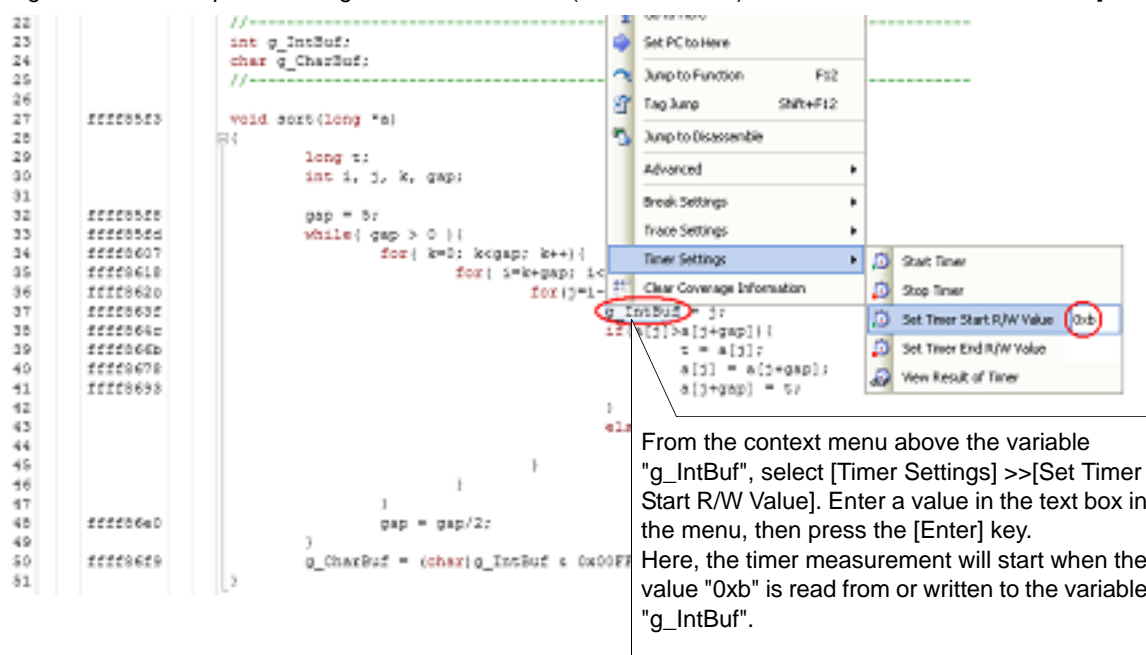 22 //----------------------------------------
23 int g_IntBuf;
24 char g_CharBuf;
25 //----------------------------------------
26
27 ffff85f3 void sort(long *a)
28 {
29 long t;
30 int i, j, k, gap;
31
32 ffff85f8 gap = 5;
33 ffff85fd while( gap > 0 ){
34 ffff8607 for( k=0; k<gap; k++){
35 ffff8618 for( i=k+gap; i<
36 ffff8620 for(j=i-
37 ffff863f g_IntBuf = j;
38 ffff864c if(a[j]>a[j+gap]){
39 ffff866b t = a[j];
40 ffff8678 a[j] = a[j+gap];
41 ffff8693 a[j+gap] = t;
42 }
43 els
44
45 }
46 }
47 }
48 ffff86e0 gap = gap/2;
49 }
50 ffff86f9 g_CharBuf = (char)g_IntBuf & 0x00FF
51 }
Set PC to Here
Jump to Function F12
Tag Jump Shift+F12
Jump to Disassemble
Advanced
Break Settings
Trace Settings
Timer Settings
Clear Coverage Information
Start Timer
Stop Timer
Set Timer Start R/W Value 0xb
Set Timer End R/W Value
View Result of Timer
From the context menu above the variable
"g_IntBuf", select [Timer Settings] >>[Set Timer
Start R/W Value]. Enter a value in the text box in
the menu, then press the [Enter] key.
Here, the timer measurement will start when the
value "0xb" is read from or written to the variable
"g_IntBuf".